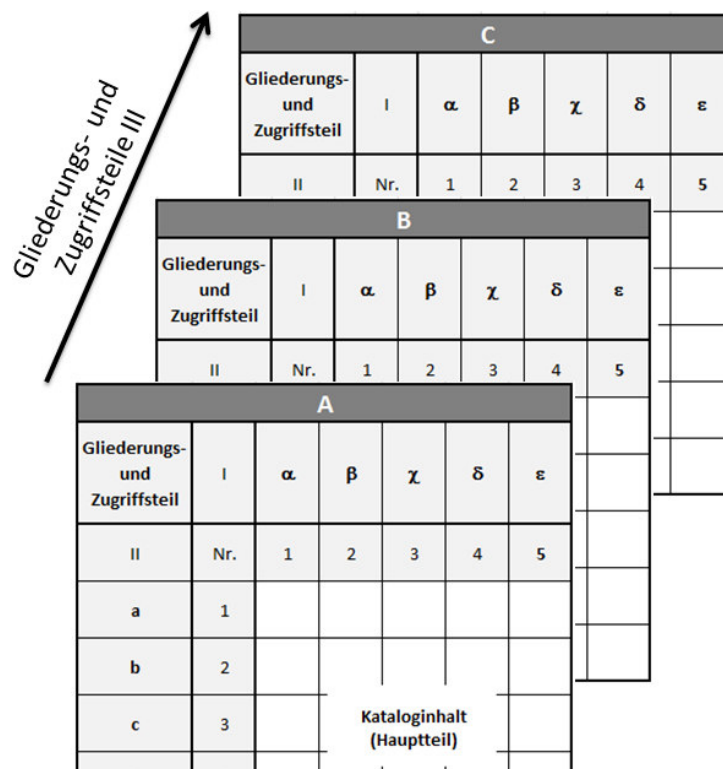 Gliederungs- und
Zugriffsteile III
C
Gliederungs-
und
Zugriffsteil
I α β χ δ ε
II Nr. 1 2 3 4 5
B
Gliederungs-
und
Zugriffsteil
I α β χ δ ε
II Nr. 1 2 3 4 5
A
Gliederungs-
und
Zugriffsteil
I α β χ δ ε
II Nr. 1 2 3 4 5
a 1
b 2
c 3
Kataloginhalt
(Hauptteil)